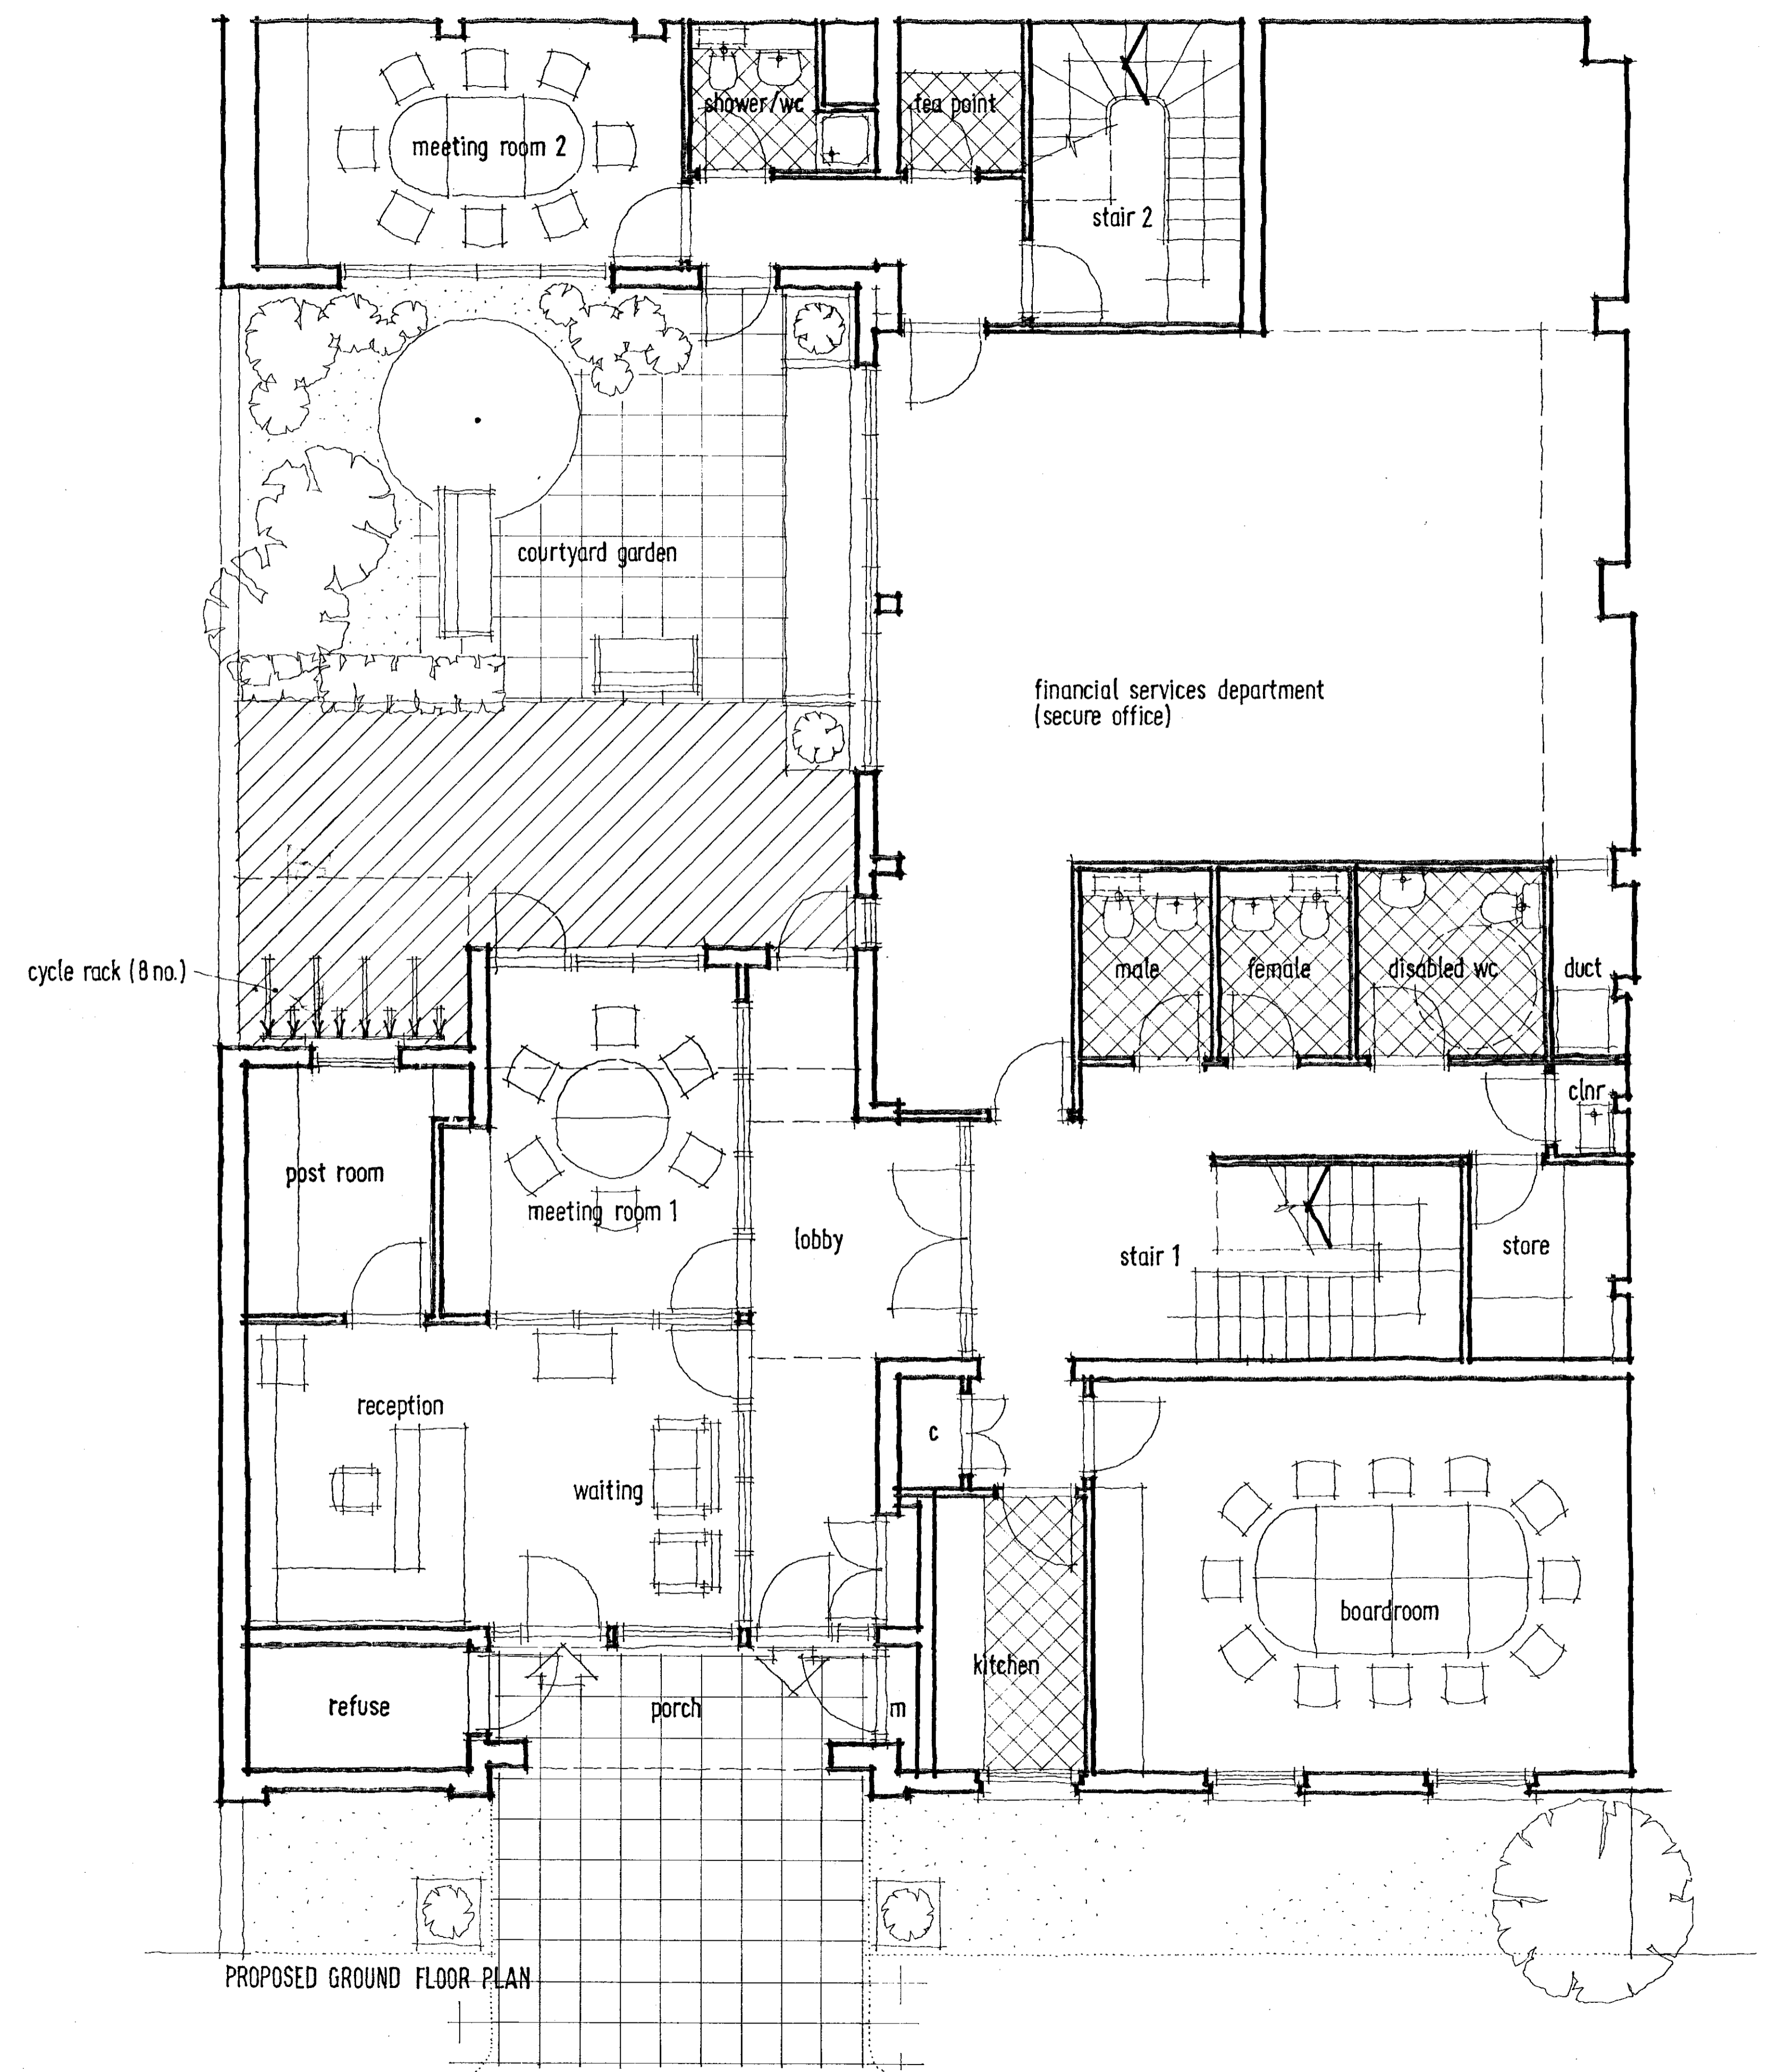 meeting room 2
shower/wc
tea point
stair 2
courtyard garden
financial services department
(secure office)
cycle rack (8 no.)
male
female
disabled wc
duct
clnr
post room
meeting room 1
lobby
stair 1
store
reception
c
waiting
boardroom
kitchen
refuse
porch
m
PROPOSED GROUND FLOOR PLAN